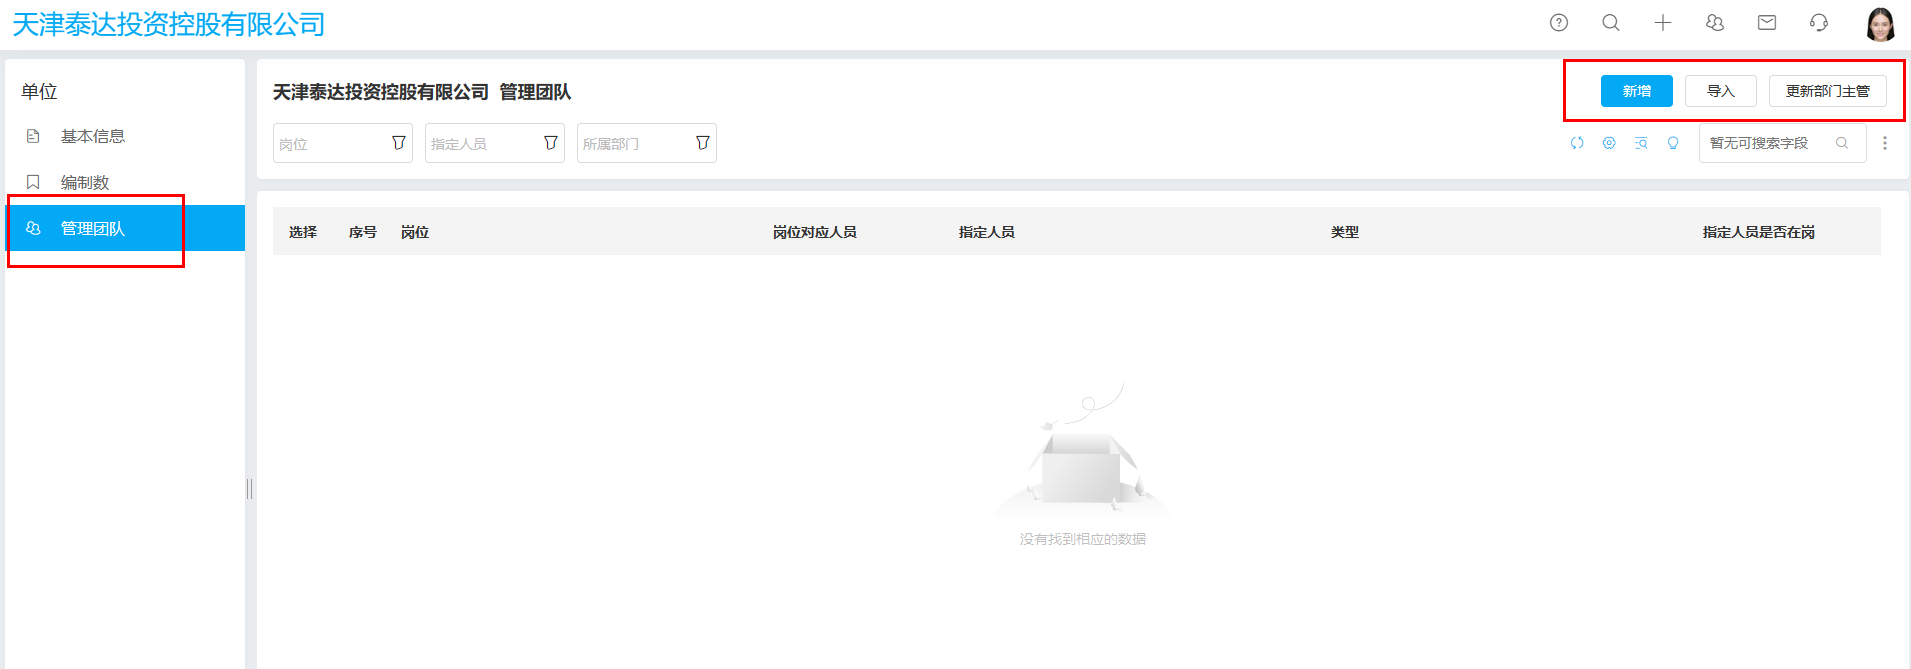 天津泰达投资控股有限公司
单位
基本信息
编制数
管理团队
天津泰达投资控股有限公司 管理团队
新增 导入 更新部门主管
岗位 指定人员 所属部门 暂无可搜索字段
选择 序号 岗位 岗位对应人员 指定人员 类型 指定人员是否在岗
没有找到相应的数据